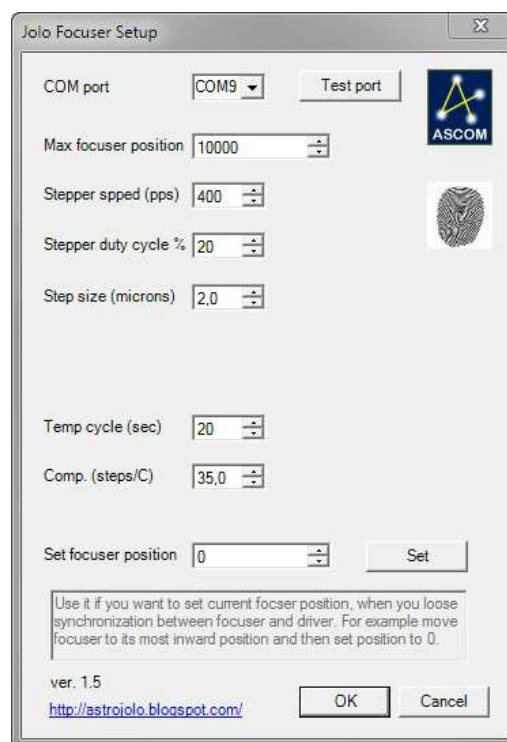 Jolo Focuser Setup
COM port COM9 Test port
ASCOM
Max focuser position 10000
Stepper spped (pps) 400
Stepper duty cycle % 20
Step size (microns) 2,0
Temp cycle (sec) 20
Comp. (steps/C) 35,0
Set focuser position 0 Set
Use it if you want to set current focser position, when you loose
synchronization between focuser and driver. For example move
focuser to its most inward position and then set position to 0.
ver. 1.5
http://astrojolo.blogspot.com/ OK Cancel